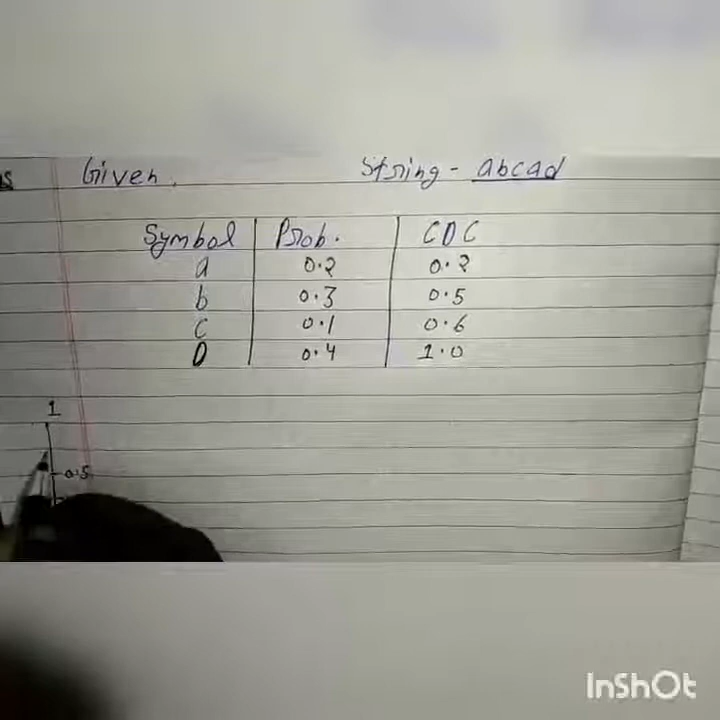 s Given. String - abcad
Symbol Prob. CDC
a 0.2 0.2
b 0.3 0.5
C 0.1 0.6
D 0.4 1.0
1
0.5
InShOt